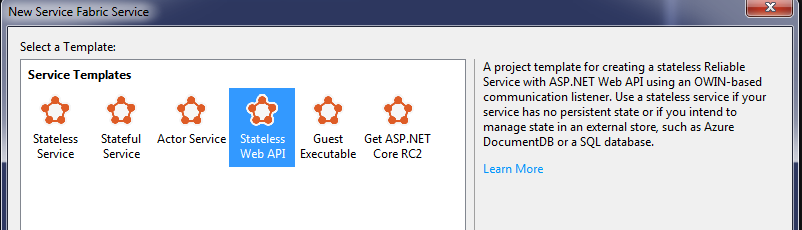 New Service Fabric Service
Select a Template:
Service Templates
Stateless Service
Stateful Service
Actor Service
Stateless Web API
Guest Executable
Get ASP.NET Core RC2
A project template for creating a stateless Reliable
Service with ASP.NET Web API using an OWIN-based
communication listener. Use a stateless service if your
service has no persistent state or if you intend to
manage state in an external store, such as Azure
DocumentDB or a SQL database.
Learn More